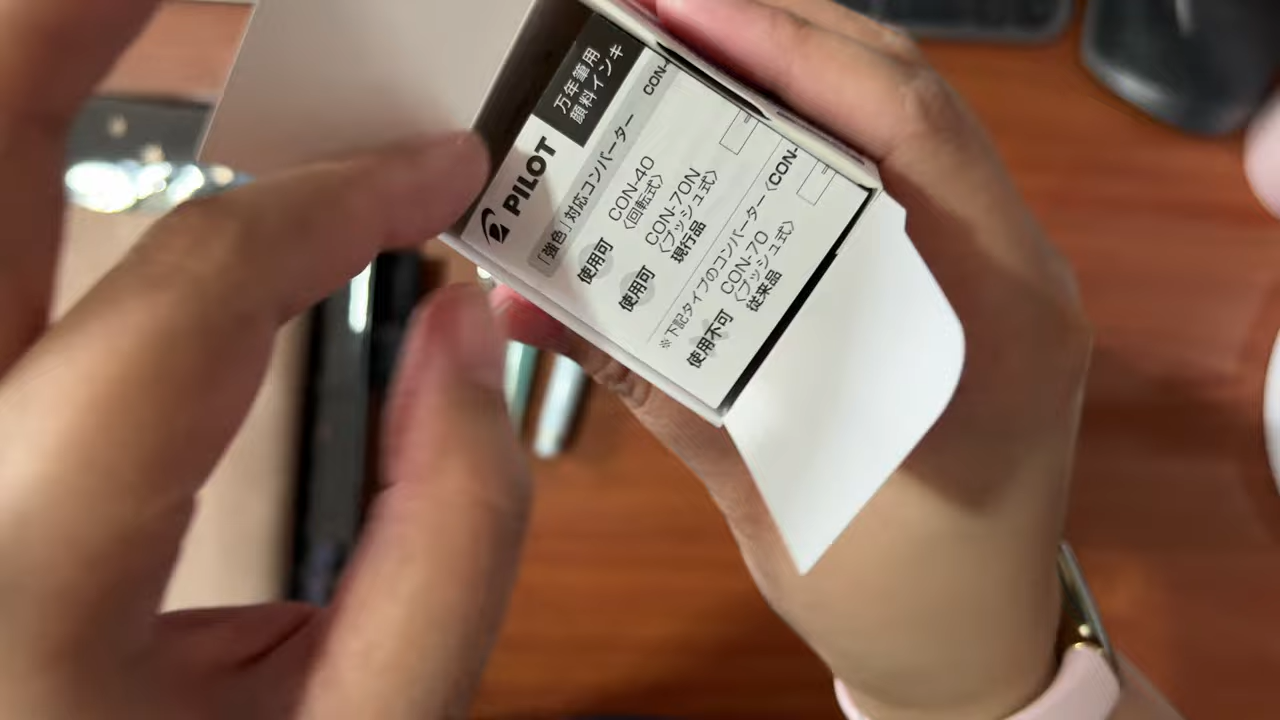 PILOT
万年筆用
顔料インキ
「強色」対応コンバーター
CON-
使用可
CON-40
〈回転式〉
使用可
CON-70N
〈プッシュ式〉
現行品
※下記タイプのコンバーター〈CON-
使用不可
CON-70
〈プッシュ式〉
従来品